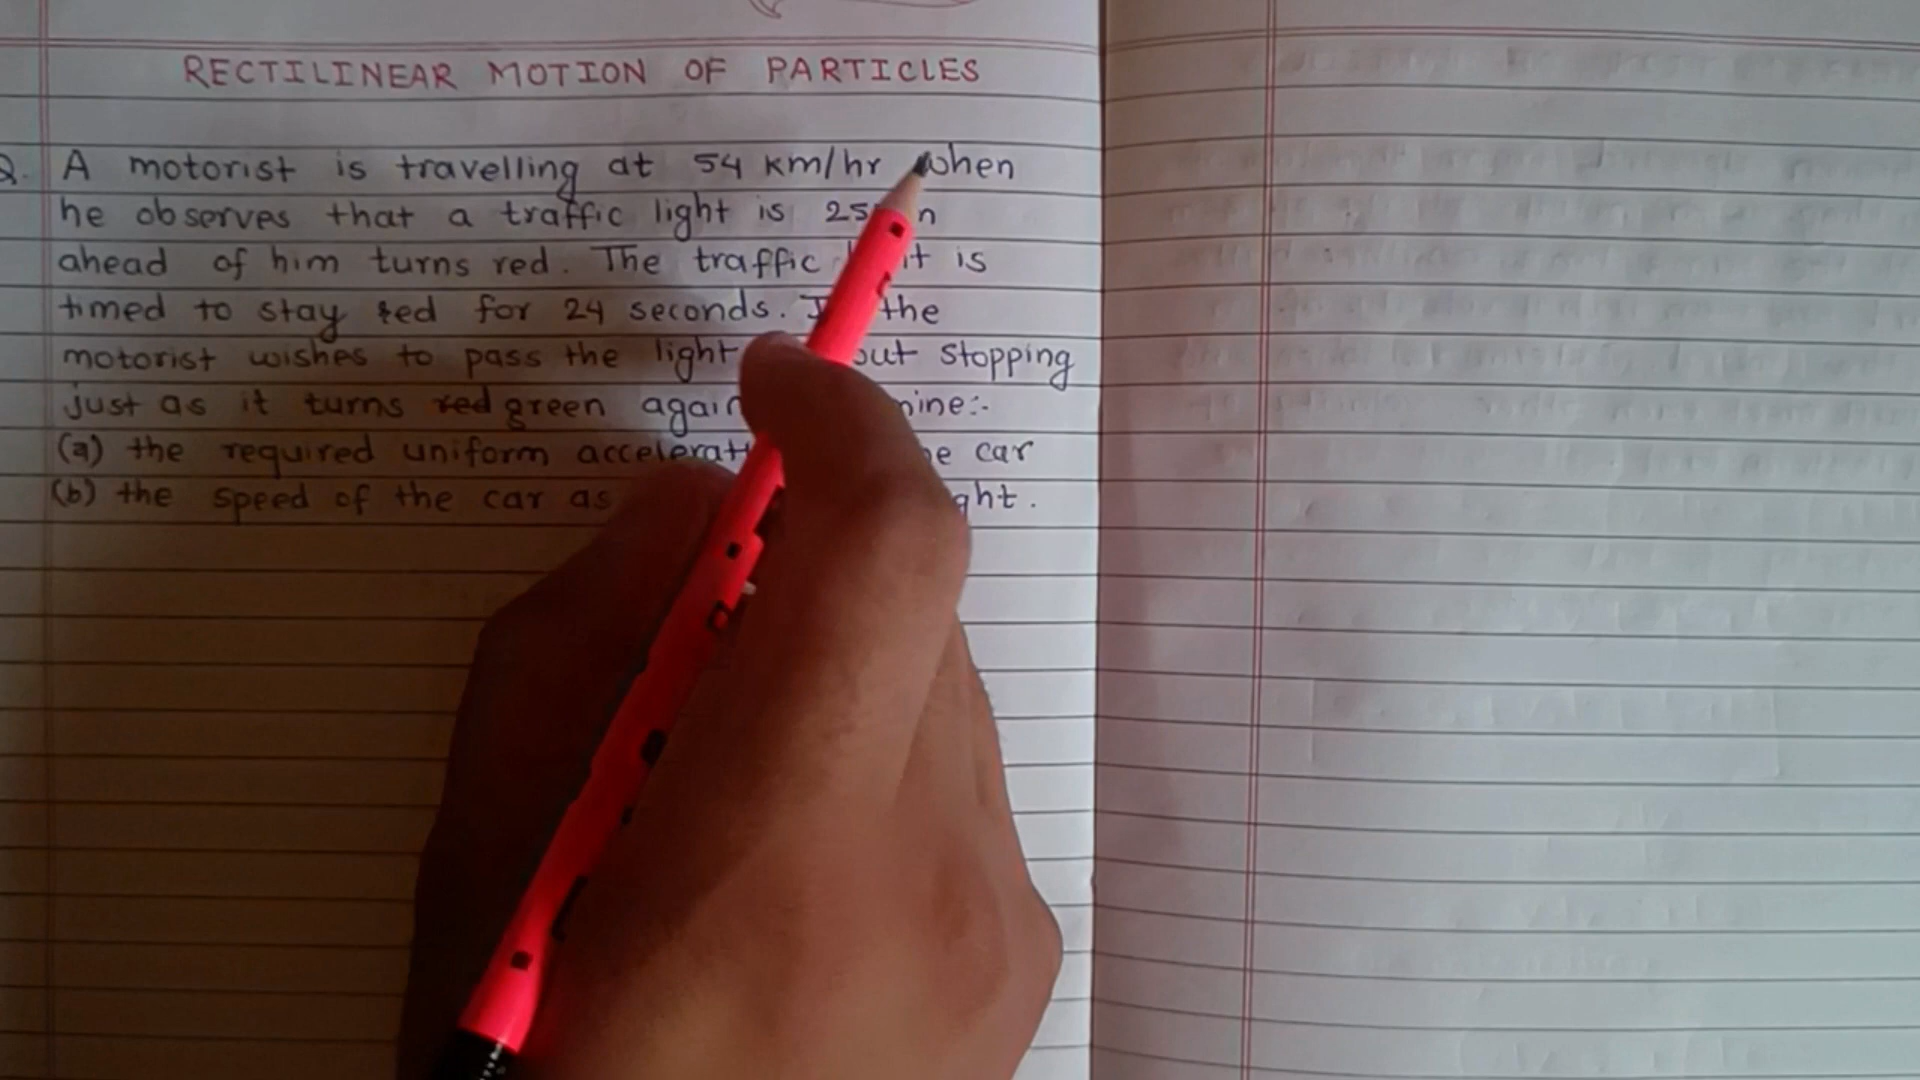 RECTILINEAR MOTION OF PARTICLES
Q. A motorist is travelling at 54 km/hr when
he observes that a traffic light is
ahead of him turns red. The traffic is
timed to stay red for 24 seconds. the
motorist wishes to pass the light stopping
just as it turns red green again
(a) the required uniform car
(b) the speed of the car as